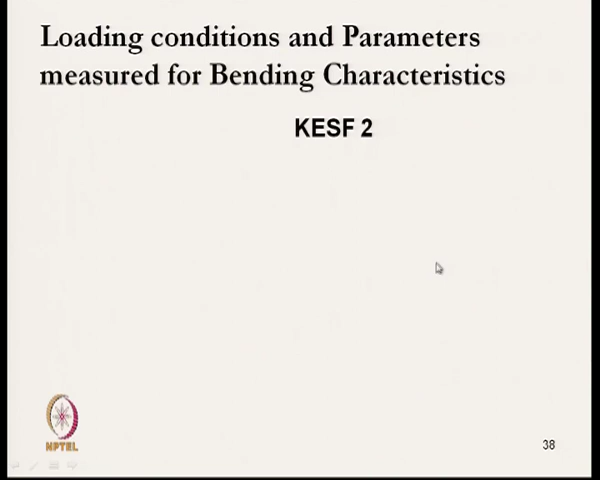 Loading conditions and Parameters
measured for Bending Characteristics
KESF 2
NPTEL
38